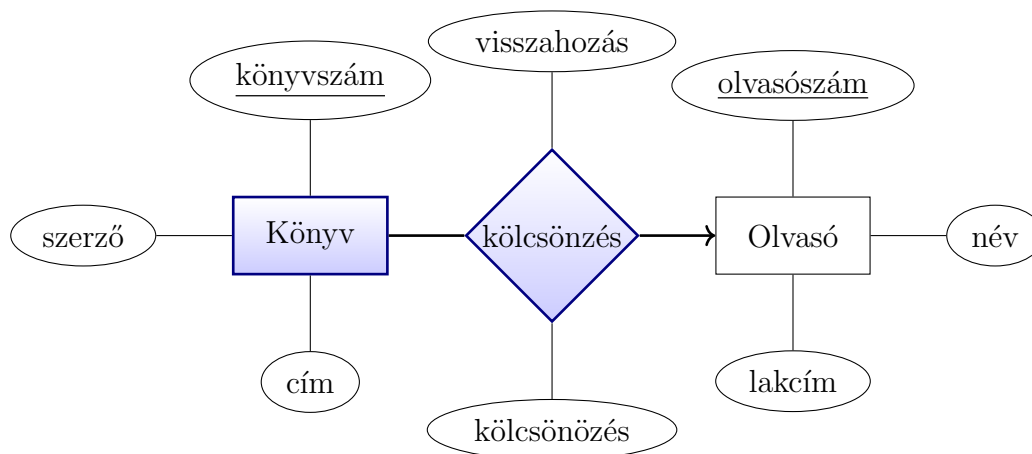 visszahozás
könyvszám
olvasószám
szerző
Könyv
kölcsönzés
Olvasó
név
cím
lakcím
kölcsönözés